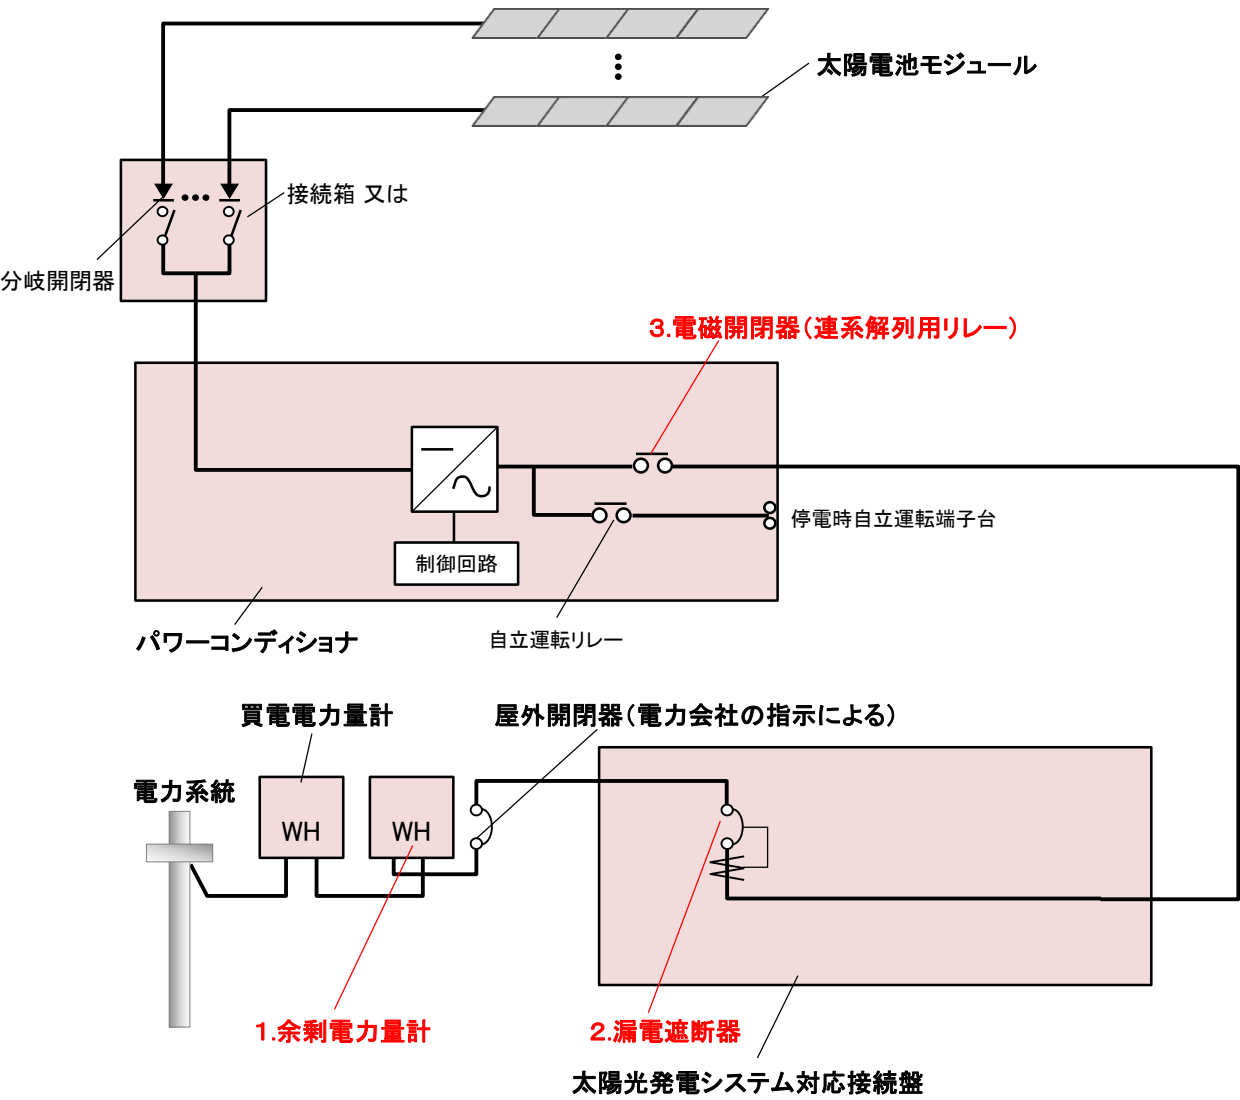 太陽電池モジュール
接続箱 又は
分岐開閉器
3.電磁開閉器(連系解列用リレー)
停電時自立運転端子台
制御回路
パワーコンディショナ
自立運転リレー
買電電力量計
屋外開閉器(電力会社の指示による)
電力系統
WH
WH
1.余剰電力量計
2.漏電遮断器
太陽光発電システム対応接続盤